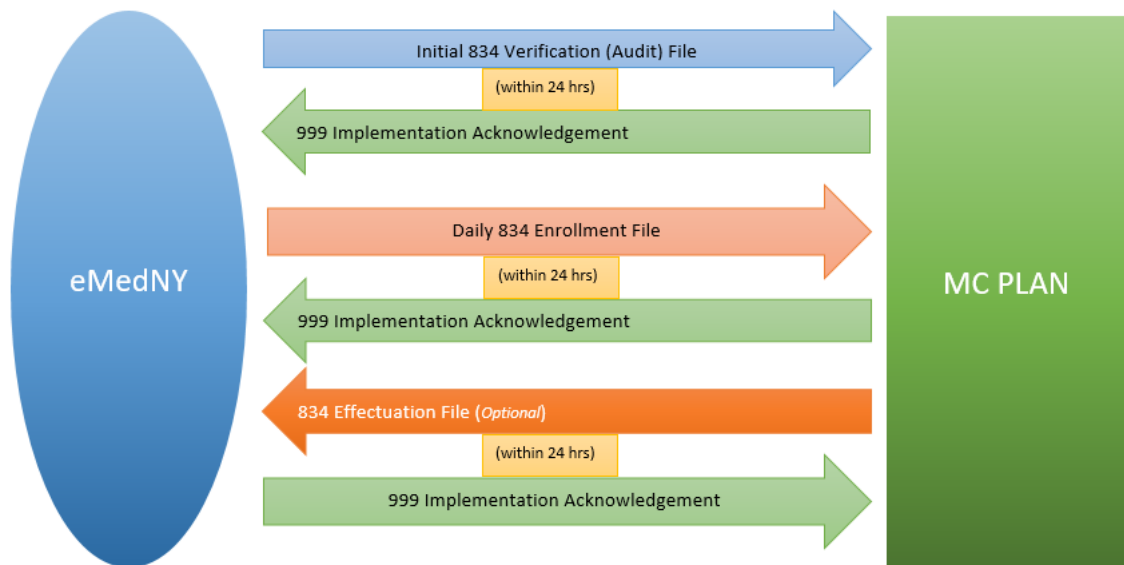 Initial 834 Verification (Audit) File
(within 24 hrs)
999 Implementation Acknowledgement
Daily 834 Enrollment File
eMedNY
(within 24 hrs)
MC PLAN
999 Implementation Acknowledgement
834 Effectuation File (Optional)
(within 24 hrs)
999 Implementation Acknowledgement